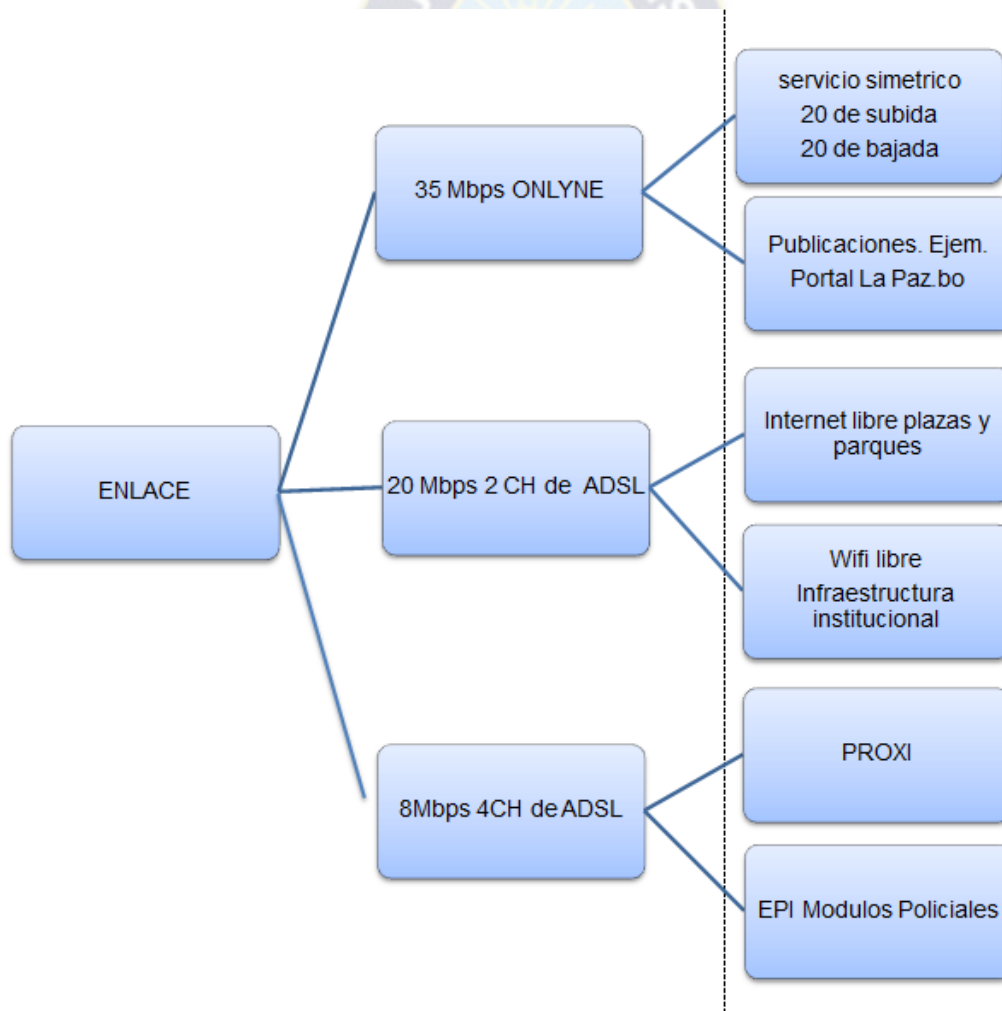 servicio simetrico
20 de subida
20 de bajada
35 Mbps ONLYNE
Publicaciones. Ejem.
Portal La Paz.bo
Internet libre plazas y
parques
ENLACE
20 Mbps 2 CH de ADSL
Wifi libre
Infraestructura
institucional
PROXI
8Mbps 4CH de ADSL
EPI Modulos Policiales